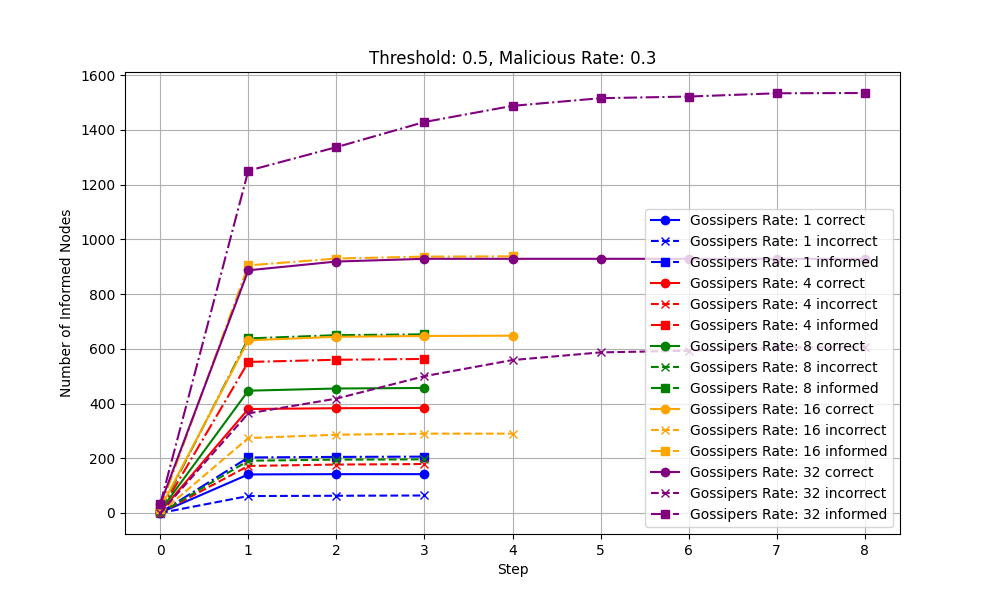 Threshold: 0.5, Malicious Rate: 0.3
Number of Informed Nodes
1600
1400
1200
1000
800
600
400
200
0
Gossipers Rate: 1 correct
Gossipers Rate: 1 incorrect
Gossipers Rate: 1 informed
Gossipers Rate: 4 correct
Gossipers Rate: 4 incorrect
Gossipers Rate: 4 informed
Gossipers Rate: 8 correct
Gossipers Rate: 8 incorrect
Gossipers Rate: 8 informed
Gossipers Rate: 16 correct
Gossipers Rate: 16 incorrect
Gossipers Rate: 16 informed
Gossipers Rate: 32 correct
Gossipers Rate: 32 incorrect
Gossipers Rate: 32 informed
0 1 2 3 4 5 6 7 8
Step